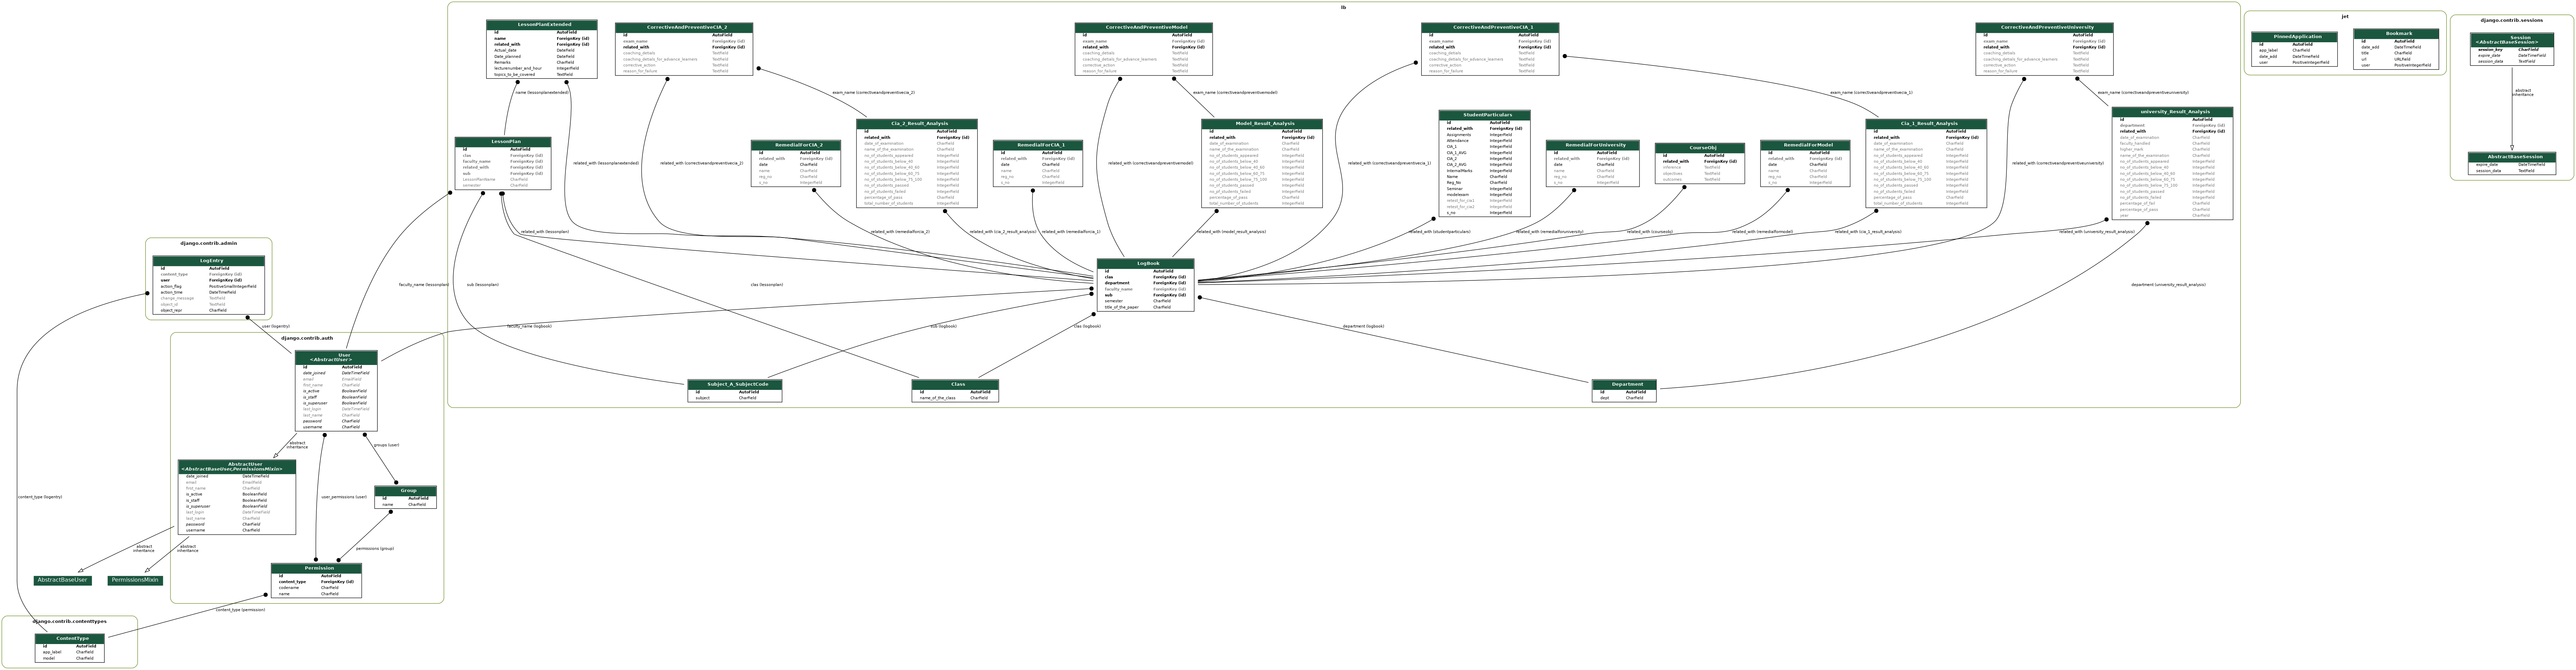 lb
LessonPlanExtended
id AutoField
name ForeignKey (id)
related_with ForeignKey (id)
Actual_date DateField
Date_planned DateField
Remarks CharField
lecturenumber_and_hour IntegerField
topics_to_be_covered TextField
CorrectiveAndPreventiveCIA_2
id AutoField
exam_name ForeignKey (id)
related_with ForeignKey (id)
coaching_details TextField
coaching_details_for_advance_learners TextField
corrective_action TextField
reason_for_failure TextField
CorrectiveAndPreventiveModel
id AutoField
exam_name ForeignKey (id)
related_with ForeignKey (id)
coaching_details TextField
coaching_details_for_advance_learners TextField
corrective_action TextField
reason_for_failure TextField
CorrectiveAndPreventiveCIA_1
id AutoField
exam_name ForeignKey (id)
related_with ForeignKey (id)
coaching_details TextField
coaching_details_for_advance_learners TextField
corrective_action TextField
reason_for_failure TextField
CorrectiveAndPreventiveUniversity
id AutoField
exam_name ForeignKey (id)
related_with ForeignKey (id)
coaching_details TextField
coaching_details_for_advance_learners TextField
corrective_action TextField
reason_for_failure TextField
jet
PinnedApplication
id AutoField
app_label CharField
date_add DateTimeField
user PositiveIntegerField
Bookmark
id AutoField
date_add DateTimeField
title CharField
url URLField
user PositiveIntegerField
django.contrib.sessions
Session
<AbstractBaseSession>
session_key CharField
expire_date DateTimeField
session_data TextField
abstract
inheritance
AbstractBaseSession
expire_date DateTimeField
session_data TextField
name (lessonplanextended)
exam_name (correctiveandpreventivecia_2)
exam_name (correctiveandpreventivemodel)
exam_name (correctiveandpreventivecia_1)
exam_name (correctiveandpreventiveuniversity)
LessonPlan
id AutoField
clas ForeignKey (id)
faculty_name ForeignKey (id)
related_with ForeignKey (id)
sub ForeignKey (id)
LessonPlanName CharField
semester CharField
RemedialForCIA_2
id AutoField
related_with ForeignKey (id)
date CharField
name CharField
reg_no CharField
s_no IntegerField
Cia_2_Result_Analysis
id AutoField
related_with ForeignKey (id)
date_of_examination CharField
name_of_the_examination CharField
no_of_students_appeared IntegerField
no_of_students_below_40 IntegerField
no_of_students_below_40_60 IntegerField
no_of_students_below_60_75 IntegerField
no_of_students_below_75_100 IntegerField
no_of_students_passed IntegerField
no_pf_students_failed IntegerField
percentage_of_pass CharField
total_number_of_students IntegerField
RemedialForCIA_1
id AutoField
related_with ForeignKey (id)
date CharField
name CharField
reg_no CharField
s_no IntegerField
Model_Result_Analysis
id AutoField
related_with ForeignKey (id)
date_of_examination CharField
name_of_the_examination CharField
no_of_students_appeared IntegerField
no_of_students_below_40 IntegerField
no_of_students_below_40_60 IntegerField
no_of_students_below_60_75 IntegerField
no_of_students_below_75_100 IntegerField
no_of_students_passed IntegerField
no_pf_students_failed IntegerField
percentage_of_pass CharField
total_number_of_students IntegerField
StudentParticulars
id AutoField
related_with ForeignKey (id)
Assignments IntegerField
Attendance IntegerField
CIA_1 IntegerField
CIA_1_AVG IntegerField
CIA_2 IntegerField
CIA_2_AVG IntegerField
InternalMarks IntegerField
Name CharField
Reg_No CharField
Seminar IntegerField
modelexam IntegerField
retest_for_cia1 IntegerField
retest_for_cia2 IntegerField
s_no IntegerField
RemedialForUniversity
id AutoField
related_with ForeignKey (id)
date CharField
name CharField
reg_no CharField
s_no IntegerField
CourseObj
id AutoField
related_with ForeignKey (id)
inference TextField
objectives TextField
outcomes TextField
RemedialForModel
id AutoField
related_with ForeignKey (id)
date CharField
name CharField
reg_no CharField
s_no IntegerField
Cia_1_Result_Analysis
id AutoField
related_with ForeignKey (id)
date_of_examination CharField
name_of_the_examination CharField
no_of_students_appeared IntegerField
no_of_students_below_40 IntegerField
no_of_students_below_40_60 IntegerField
no_of_students_below_60_75 IntegerField
no_of_students_below_75_100 IntegerField
no_of_students_passed IntegerField
no_pf_students_failed IntegerField
percentage_of_pass CharField
total_number_of_students IntegerField
university_Result_Analysis
id AutoField
department ForeignKey (id)
related_with ForeignKey (id)
date_of_examination CharField
faculty_handled CharField
higher_mark CharField
name_of_the_examination CharField
no_of_students_appeared IntegerField
no_of_students_below_40 IntegerField
no_of_students_below_40_60 IntegerField
no_of_students_below_60_75 IntegerField
no_of_students_below_75_100 IntegerField
no_of_students_passed IntegerField
no_pf_students_failed IntegerField
percentage_of_fail CharField
percentage_of_pass CharField
year CharField
related_with (lessonplanextended)
related_with (correctiveandpreventivecia_2)
related_with (correctiveandpreventivemodel)
related_with (correctiveandpreventivecia_1)
related_with (correctiveandpreventiveuniversity)
related_with (lessonplan)
related_with (remedialforcia_2)
related_with (cia_2_result_analysis)
related_with (remedialforcia_1)
related_with (model_result_analysis)
related_with (studentparticulars)
related_with (remedialforuniversity)
related_with (courseobj)
related_with (remedialformodel)
related_with (cia_1_result_analysis)
related_with (university_result_analysis)
LogBook
id AutoField
clas ForeignKey (id)
department ForeignKey (id)
faculty_name ForeignKey (id)
sub ForeignKey (id)
semester CharField
title_of_the_paper CharField
faculty_name (lessonplan)
sub (lessonplan)
clas (lessonplan)
department (university_result_analysis)
faculty_name (logbook)
sub (logbook)
clas (logbook)
department (logbook)
Subject_A_SubjectCode
id AutoField
subject CharField
Class
id AutoField
name_of_the_class CharField
Department
id AutoField
dept CharField
django.contrib.admin
LogEntry
id AutoField
content_type ForeignKey (id)
user ForeignKey (id)
action_flag PositiveSmallIntegerField
action_time DateTimeField
change_message TextField
object_id TextField
object_repr CharField
user (logentry)
django.contrib.auth
User
<AbstractUser>
id AutoField
date_joined DateTimeField
email EmailField
first_name CharField
is_active BooleanField
is_staff BooleanField
is_superuser BooleanField
last_login DateTimeField
last_name CharField
password CharField
username CharField
abstract
inheritance
groups (user)
AbstractUser
<AbstractBaseUser,PermissionsMixin>
date_joined DateTimeField
email EmailField
first_name CharField
is_active BooleanField
is_staff BooleanField
is_superuser BooleanField
last_login DateTimeField
last_name CharField
password CharField
username CharField
content_type (logentry)
user_permissions (user)
Group
id AutoField
name CharField
abstract
inheritance
abstract
inheritance
permissions (group)
AbstractBaseUser
PermissionsMixin
Permission
id AutoField
content_type ForeignKey (id)
codename CharField
name CharField
content_type (permission)
django.contrib.contenttypes
ContentType
id AutoField
app_label CharField
model CharField